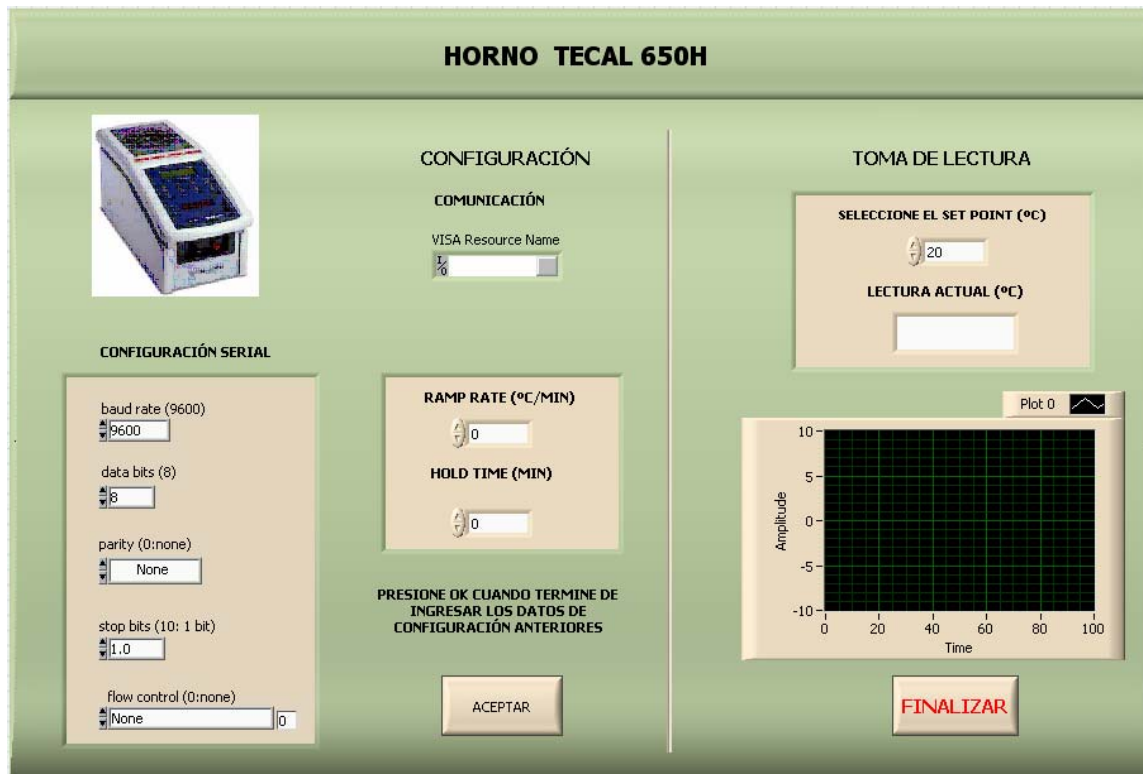 HORNO TECAL 650H
CONFIGURACIÓN
COMUNICACIÓN
VISA Resource Name
I/O
CONFIGURACIÓN SERIAL
baud rate (9600)
9600
data bits (8)
8
parity (0:none)
None
stop bits (10: 1 bit)
1.0
flow control (0:none)
None
0
RAMP RATE (ºC/MIN)
0
HOLD TIME (MIN)
0
PRESIONE OK CUANDO TERMINE DE
INGRESAR LOS DATOS DE
CONFIGURACIÓN ANTERIORES
ACEPTAR
TOMA DE LECTURA
SELECCIONE EL SET POINT (ºC)
20
LECTURA ACTUAL (ºC)
Plot 0
10
5
0
-5
-10
Amplitude
0 20 40 60 80 100
Time
FINALIZAR